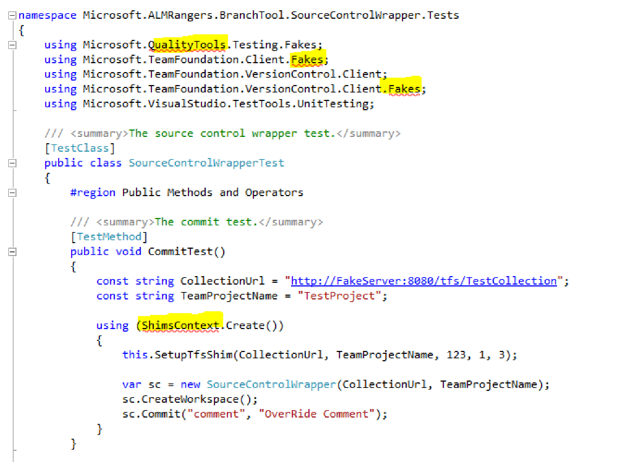 namespace Microsoft.ALMRangers.BranchTool.SourceControlWrapper.Tests
{
using Microsoft.QualityTools.Testing.Fakes;
using Microsoft.TeamFoundation.Client.Fakes;
using Microsoft.TeamFoundation.VersionControl.Client;
using Microsoft.TeamFoundation.VersionControl.Client.Fakes;
using Microsoft.VisualStudio.TestTools.UnitTesting;
/// <summary>The source control wrapper test.</summary>
[TestClass]
public class SourceControlWrapperTest
{
#region Public Methods and Operators
/// <summary>The commit test.</summary>
[TestMethod]
public void CommitTest()
{
const string CollectionUrl = "http://FakeServer:8080/tfs/TestCollection";
const string TeamProjectName = "TestProject";
using (ShimsContext.Create())
{
this.SetupTfsShim(CollectionUrl, TeamProjectName, 123, 1, 3);
var sc = new SourceControlWrapper(CollectionUrl, TeamProjectName);
sc.CreateWorkspace();
sc.Commit("comment", "OverRide Comment");
}
}